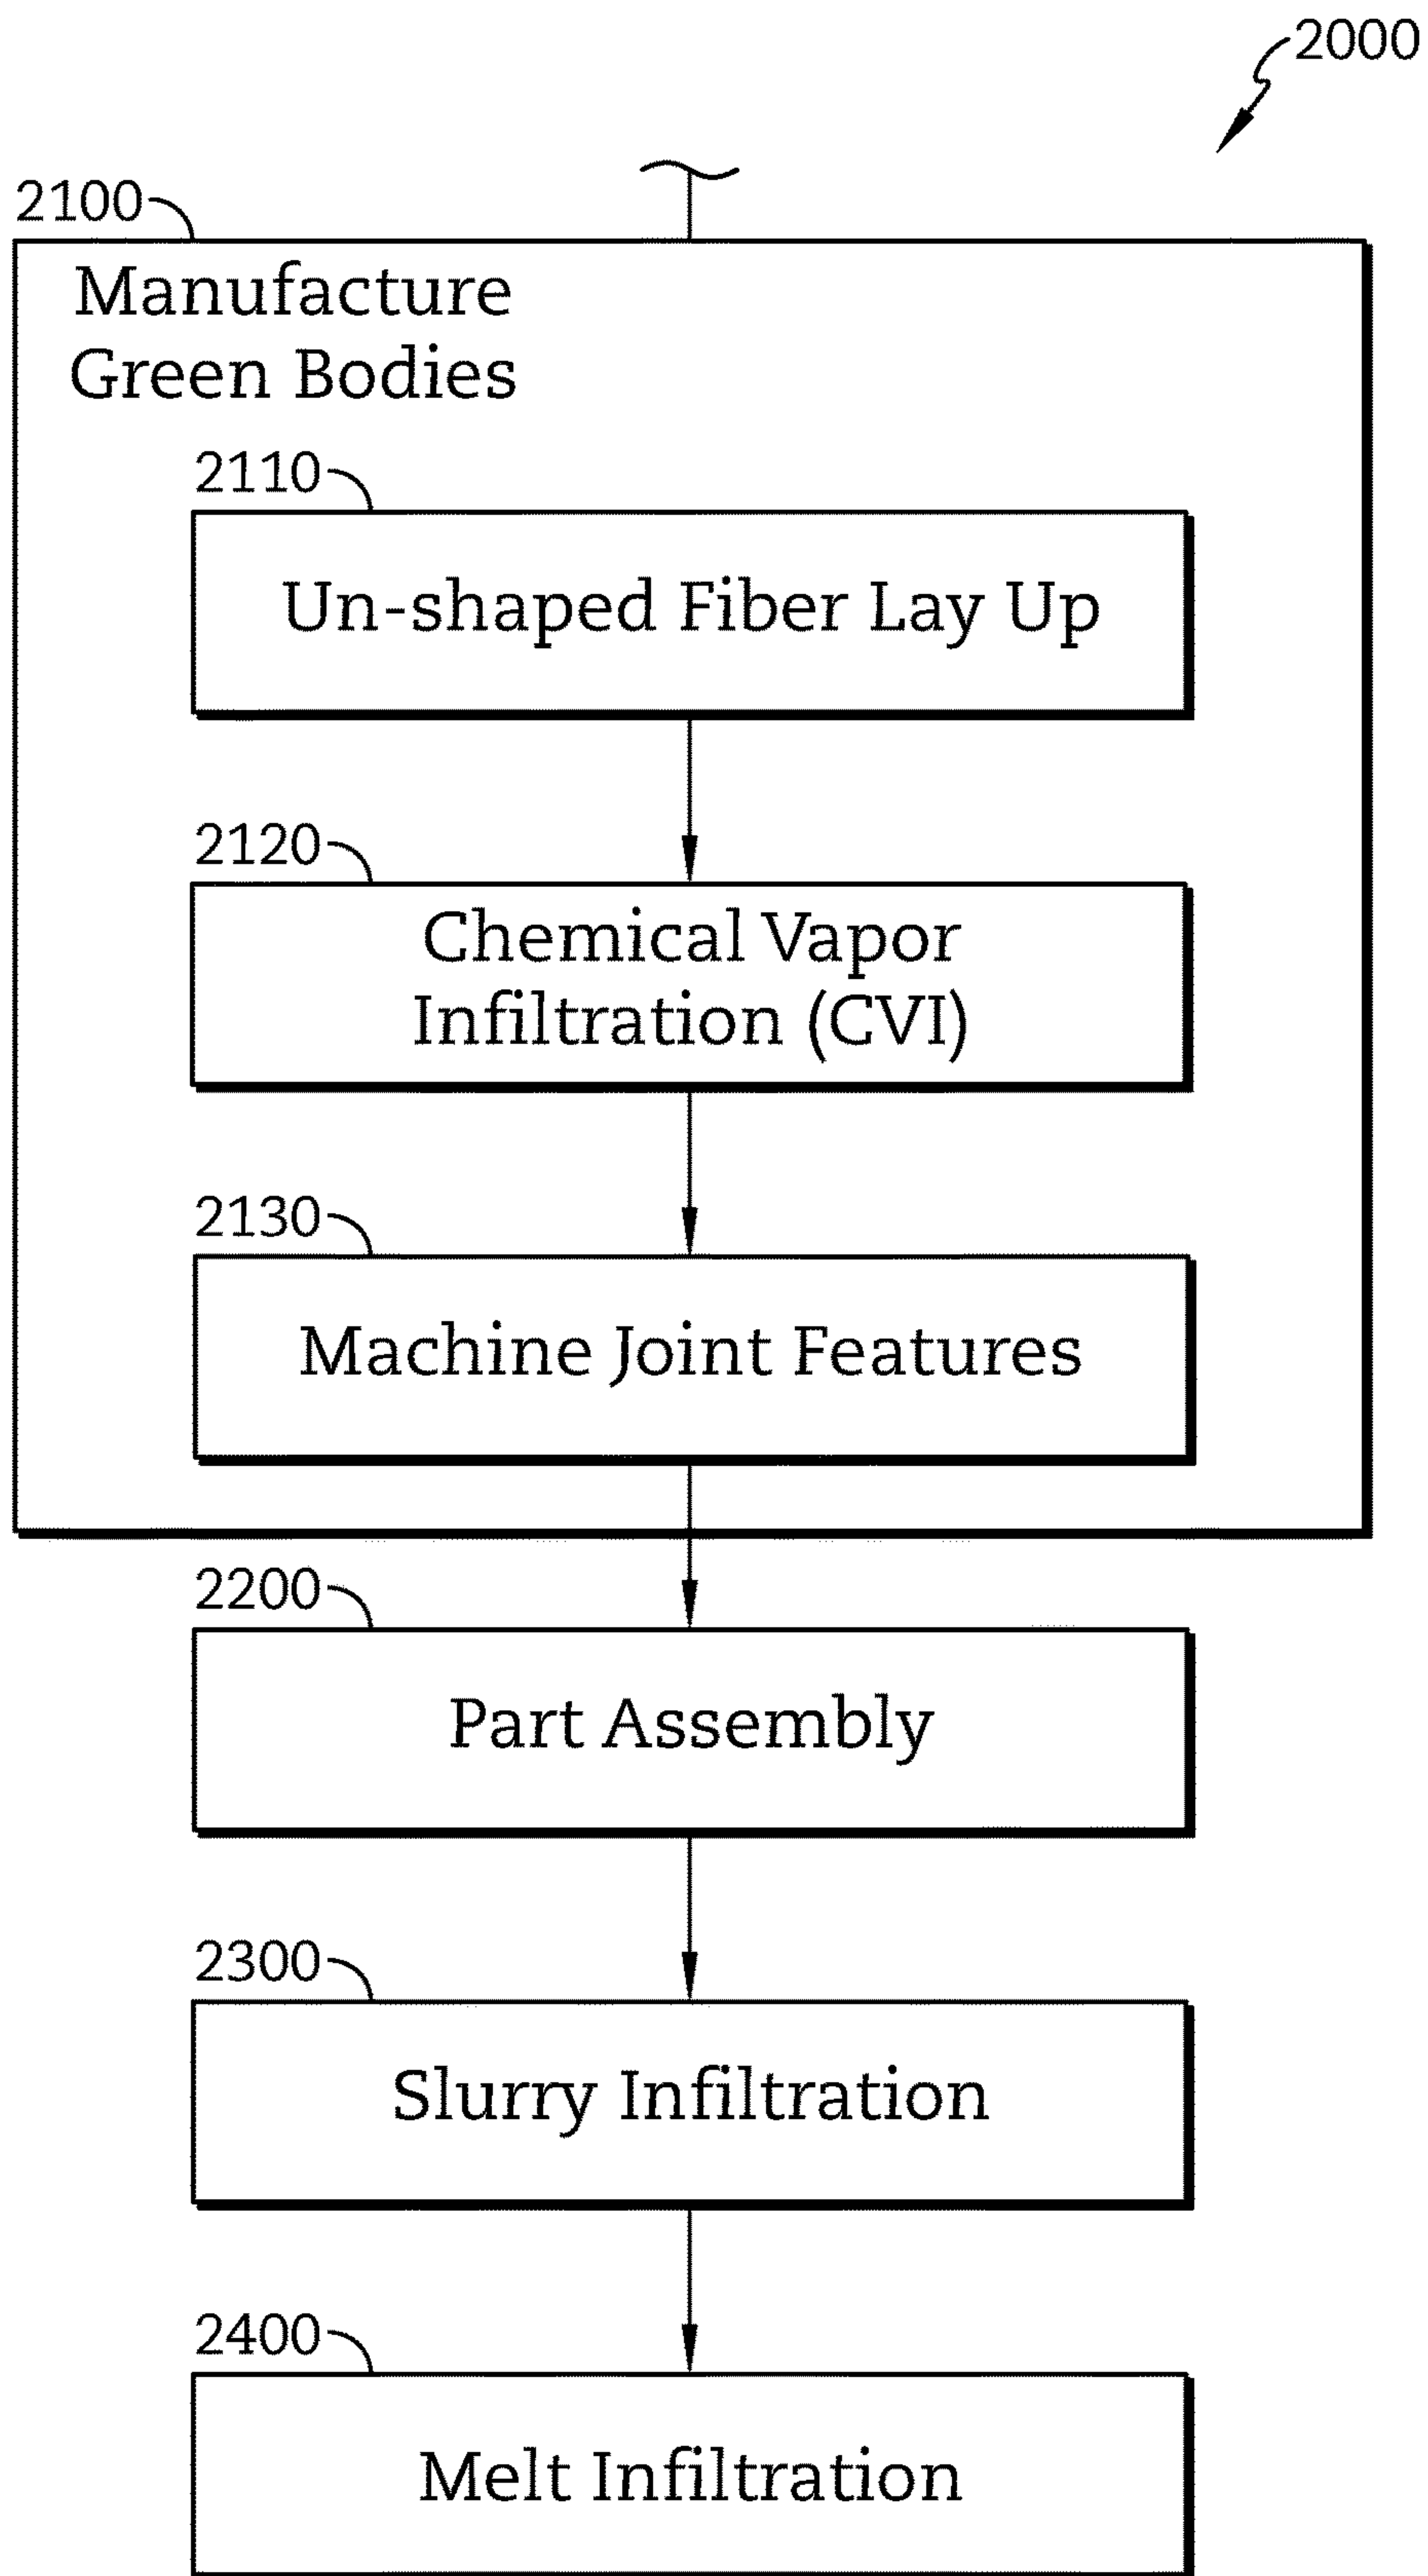 2000
2100
Manufacture
Green Bodies
2110
Un-shaped Fiber Lay Up
2120
Chemical Vapor
Infiltration (CVI)
2130
Machine Joint Features
2200
Part Assembly
2300
Slurry Infiltration
2400
Melt Infiltration